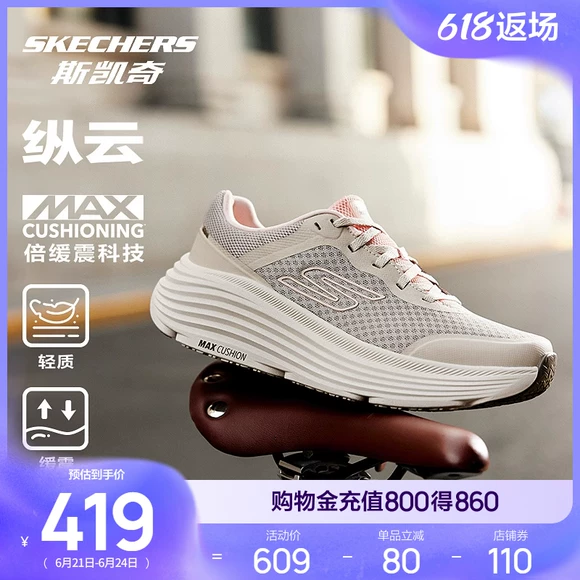 SKECHERS
斯凯奇
618返场
纵云
MAX
CUSHIONING
倍缓震科技
轻质
缓震
MAX CUSHION
预估到手价
购物金充值800得860
¥419
(6月21日-6月24日)
活动价 单品立减 店铺券
= 609 - 80 - 110